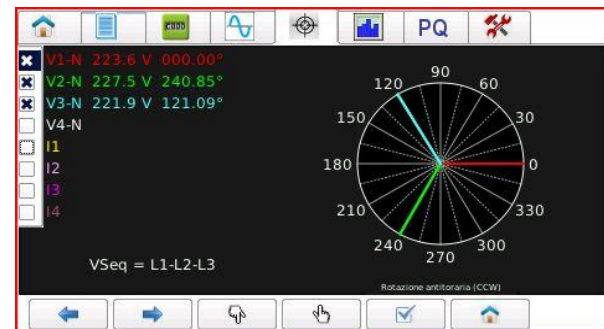 PQ
V1-N 223.6 V 000.00°
V2-N 227.5 V 240.85°
V3-N 221.9 V 121.09°
V4-N
I1
I2
I3
I4
VSeq = L1-L2-L3
90
120 60
150 30
180 0
210 330
240 300
270
Rotazione antitoraria (CCW)